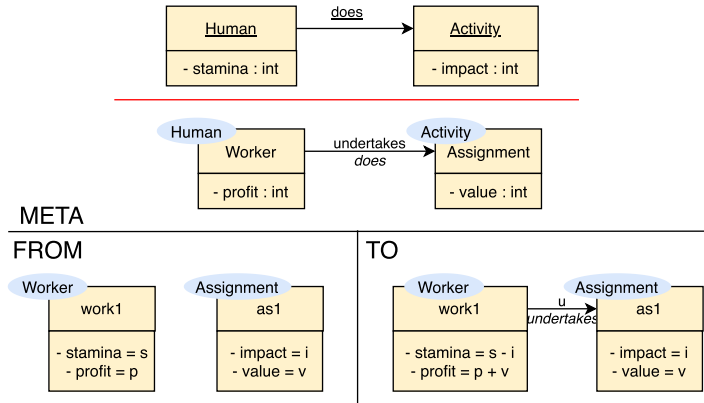 does
Human
Activity
- stamina : int
- impact : int
Human
Activity
Worker
undertakes
does
Assignment
- profit : int
- value : int
META
FROM
TO
Worker
Assignment
Worker
Assignment
work1
as1
work1
u
undertakes
as1
- stamina = s
- profit = p
- impact = i
- value = v
- stamina = s - i
- profit = p + v
- impact = i
- value = v